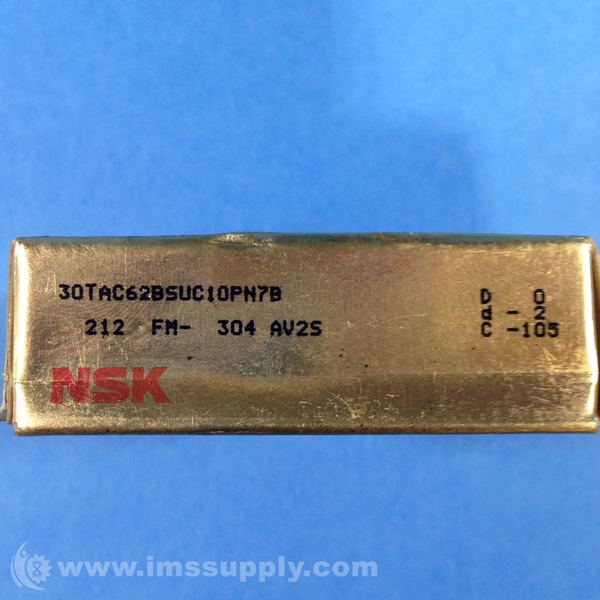 30TAC62BSUC10PN7B
212 FM- 304 AV2S
D 0
d - 2
C -105
NSK
www.imssupply.com